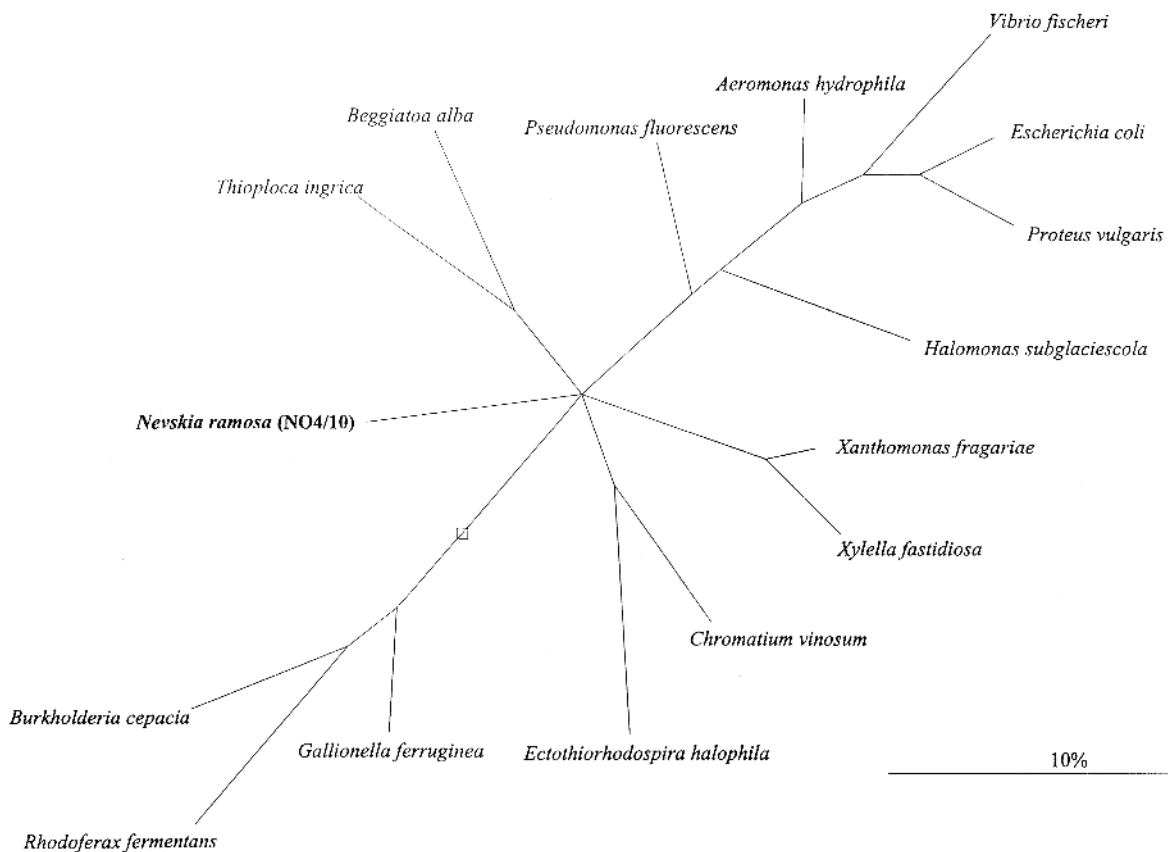 Vibrio fischeri
Aeromonas hydrophila
Beggiatoa alba
Pseudomonas fluorescens
Escherichia coli
Thioploca ingrica
Proteus vulgaris
Halomonas subglaciescola
Nevskia ramosa (NO4/10)
Xanthomonas fragariae
Xylella fastidiosa
Chromatium vinosum
Burkholderia cepacia
Gallionella ferruginea
Ectothiorhodospira halophila
10%
Rhodoferax fermentans